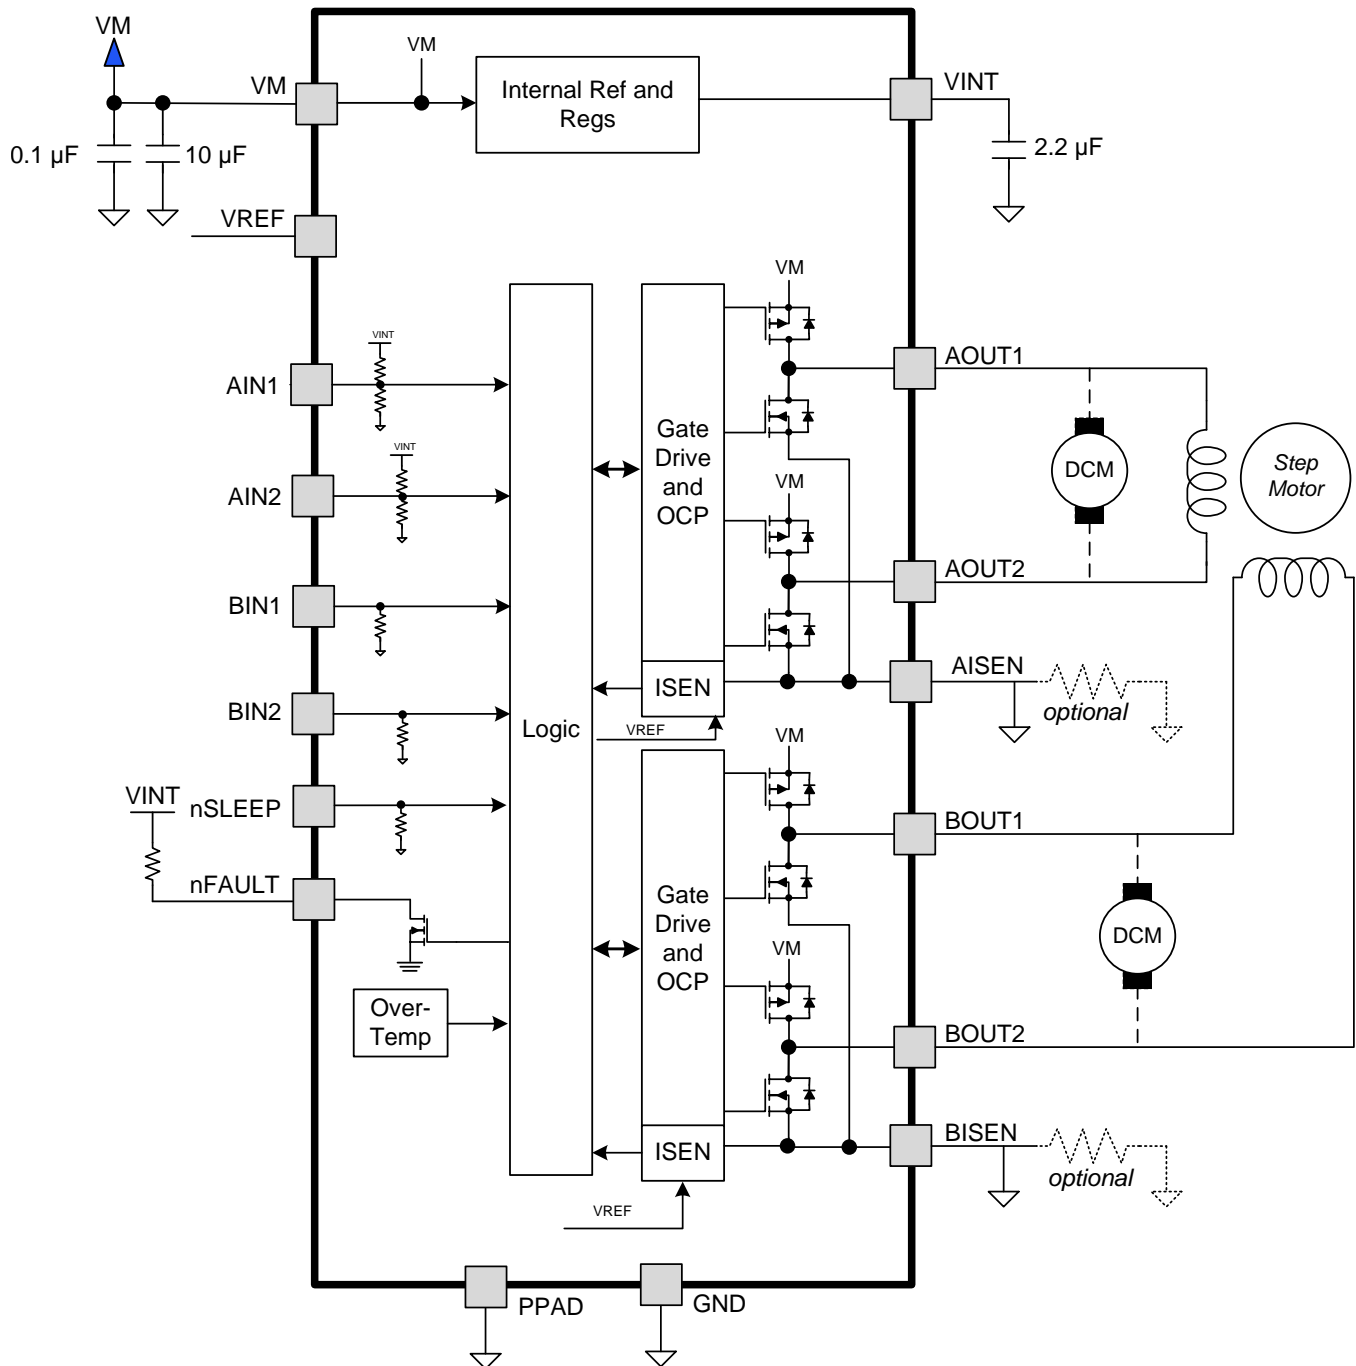 VM
VM
VM
Internal Ref and
Regs
VINT
0.1 µF
10 µF
2.2 µF
VREF
VM
VINT
AIN1
AOUT1
Gate
Drive
and
OCP
VINT
DCM
Step
Motor
AIN2
VM
AOUT2
BIN1
ISEN
AISEN
optional
BIN2
Logic
VREF
VM
VINT
nSLEEP
BOUT1
nFAULT
Gate
Drive
and
OCP
DCM
VM
Over-
Temp
BOUT2
ISEN
BISEN
optional
VREF
PPAD
GND